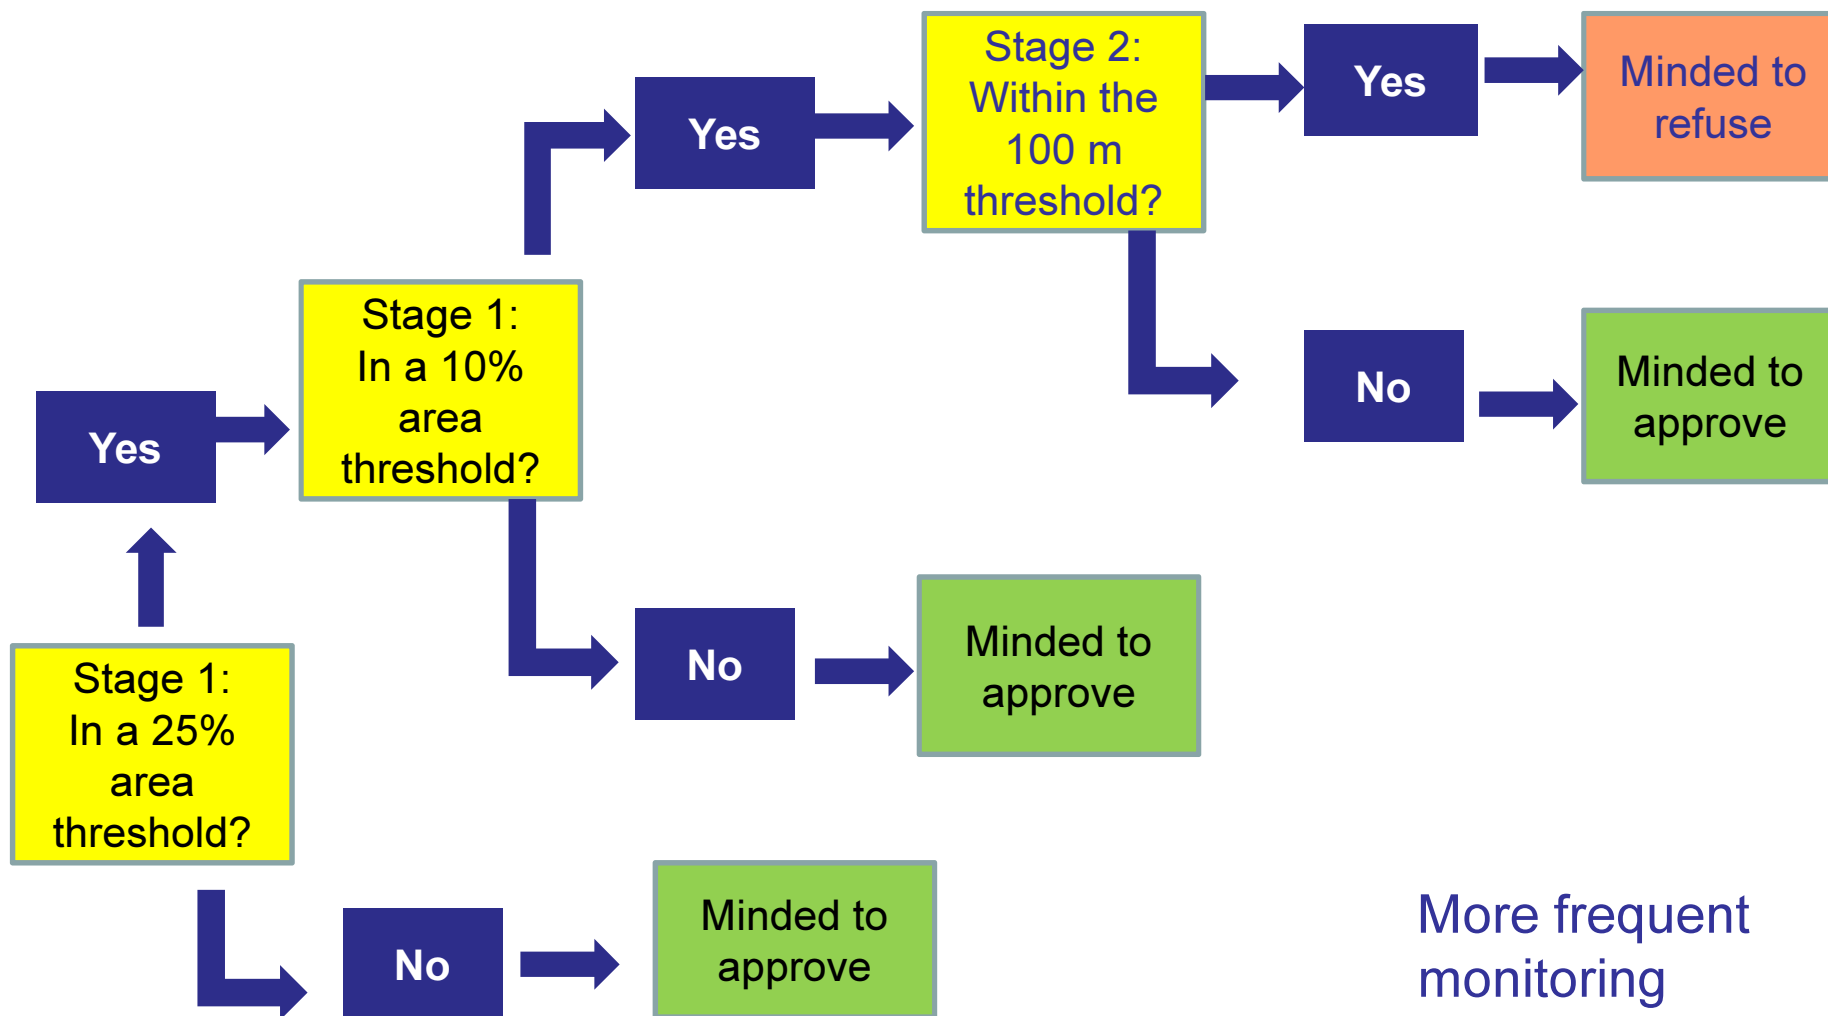 Stage 2:
Within the
100 m
threshold?
Yes
Minded to
refuse
Yes
Stage 1:
In a 10%
area
threshold?
No
Minded to
approve
Yes
No
Minded to
approve
Stage 1:
In a 25%
area
threshold?
No
Minded to
approve
More frequent
monitoring